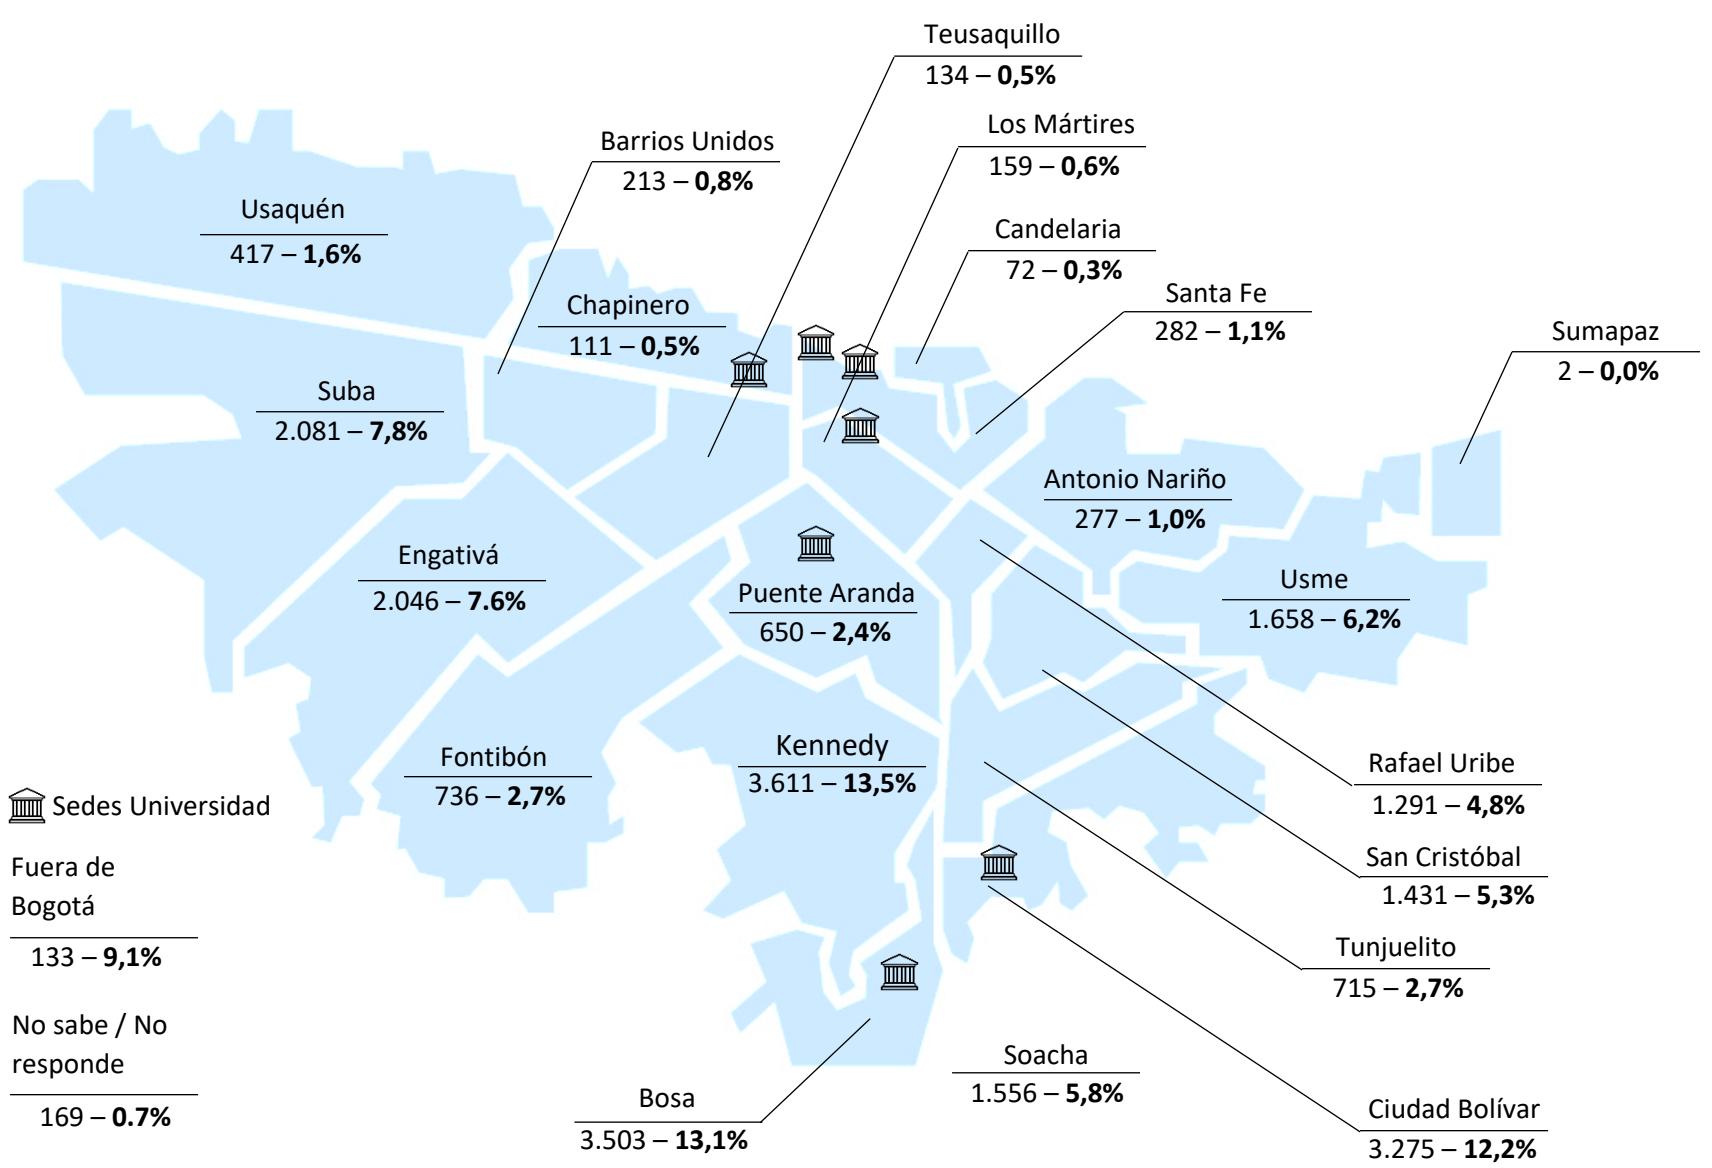 Teusaquillo
134 – 0,5%
Los Mártires
159 – 0,6%
Barrios Unidos
213 – 0,8%
Usaquén
417 – 1,6%
Candelaria
72 – 0,3%
Santa Fe
282 – 1,1%
Chapinero
111 – 0,5%
Sumapaz
2 – 0,0%
Suba
2.081 – 7,8%
Antonio Nariño
277 – 1,0%
Engativá
2.046 – 7.6%
Puente Aranda
650 – 2,4%
Usme
1.658 – 6,2%
Kennedy
3.611 – 13,5%
Fontibón
736 – 2,7%
Rafael Uribe
1.291 – 4,8%
San Cristóbal
1.431 – 5,3%
Tunjuelito
715 – 2,7%
Sedes Universidad
Fuera de
Bogotá
133 – 9,1%
No sabe / No
responde
169 – 0.7%
Soacha
1.556 – 5,8%
Bosa
3.503 – 13,1%
Ciudad Bolívar
3.275 – 12,2%